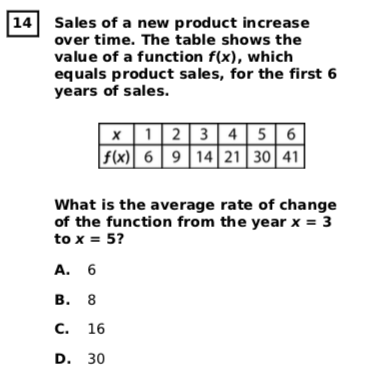 14 Sales of a new product increase
over time. The table shows the
value of a function f(x), which
equals product sales, for the first 6
years of sales.
x 1 2 3 4 5 6
f(x) 6 9 14 21 30 41
What is the average rate of change
of the function from the year x = 3
to x = 5?
A. 6
B. 8
C. 16
D. 30